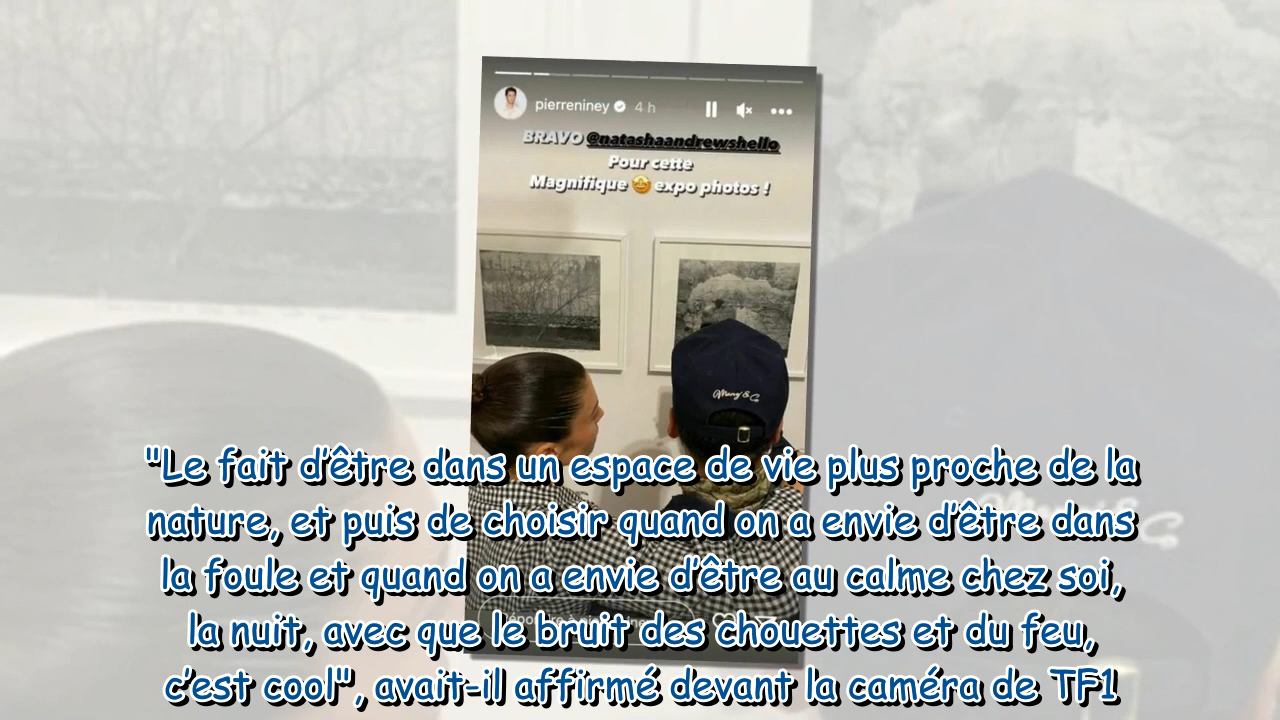 pierreniney 4 h
BRAVO @natashaandrewshello
Pour cette
Magnifique 🤩 expo photos !
"Le fait d'être dans un espace de vie plus proche de la
nature, et puis de choisir quand on a envie d'être dans
la foule et quand on a envie d'être au calme chez soi,
la nuit, avec que le bruit des chouettes et du feu,
c'est cool", avait-il affirmé devant la caméra de TF1